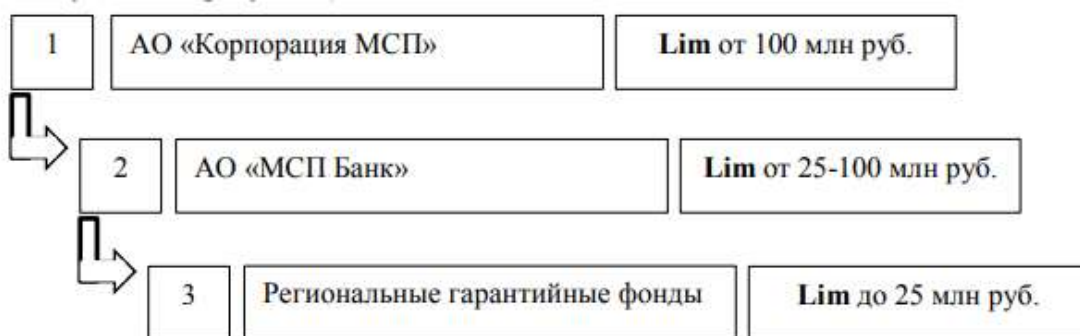 1 АО «Корпорация МСП» Lim от 100 млн руб.
2 АО «МСП Банк» Lim от 25-100 млн руб.
3 Региональные гарантийные фонды Lim до 25 млн руб.